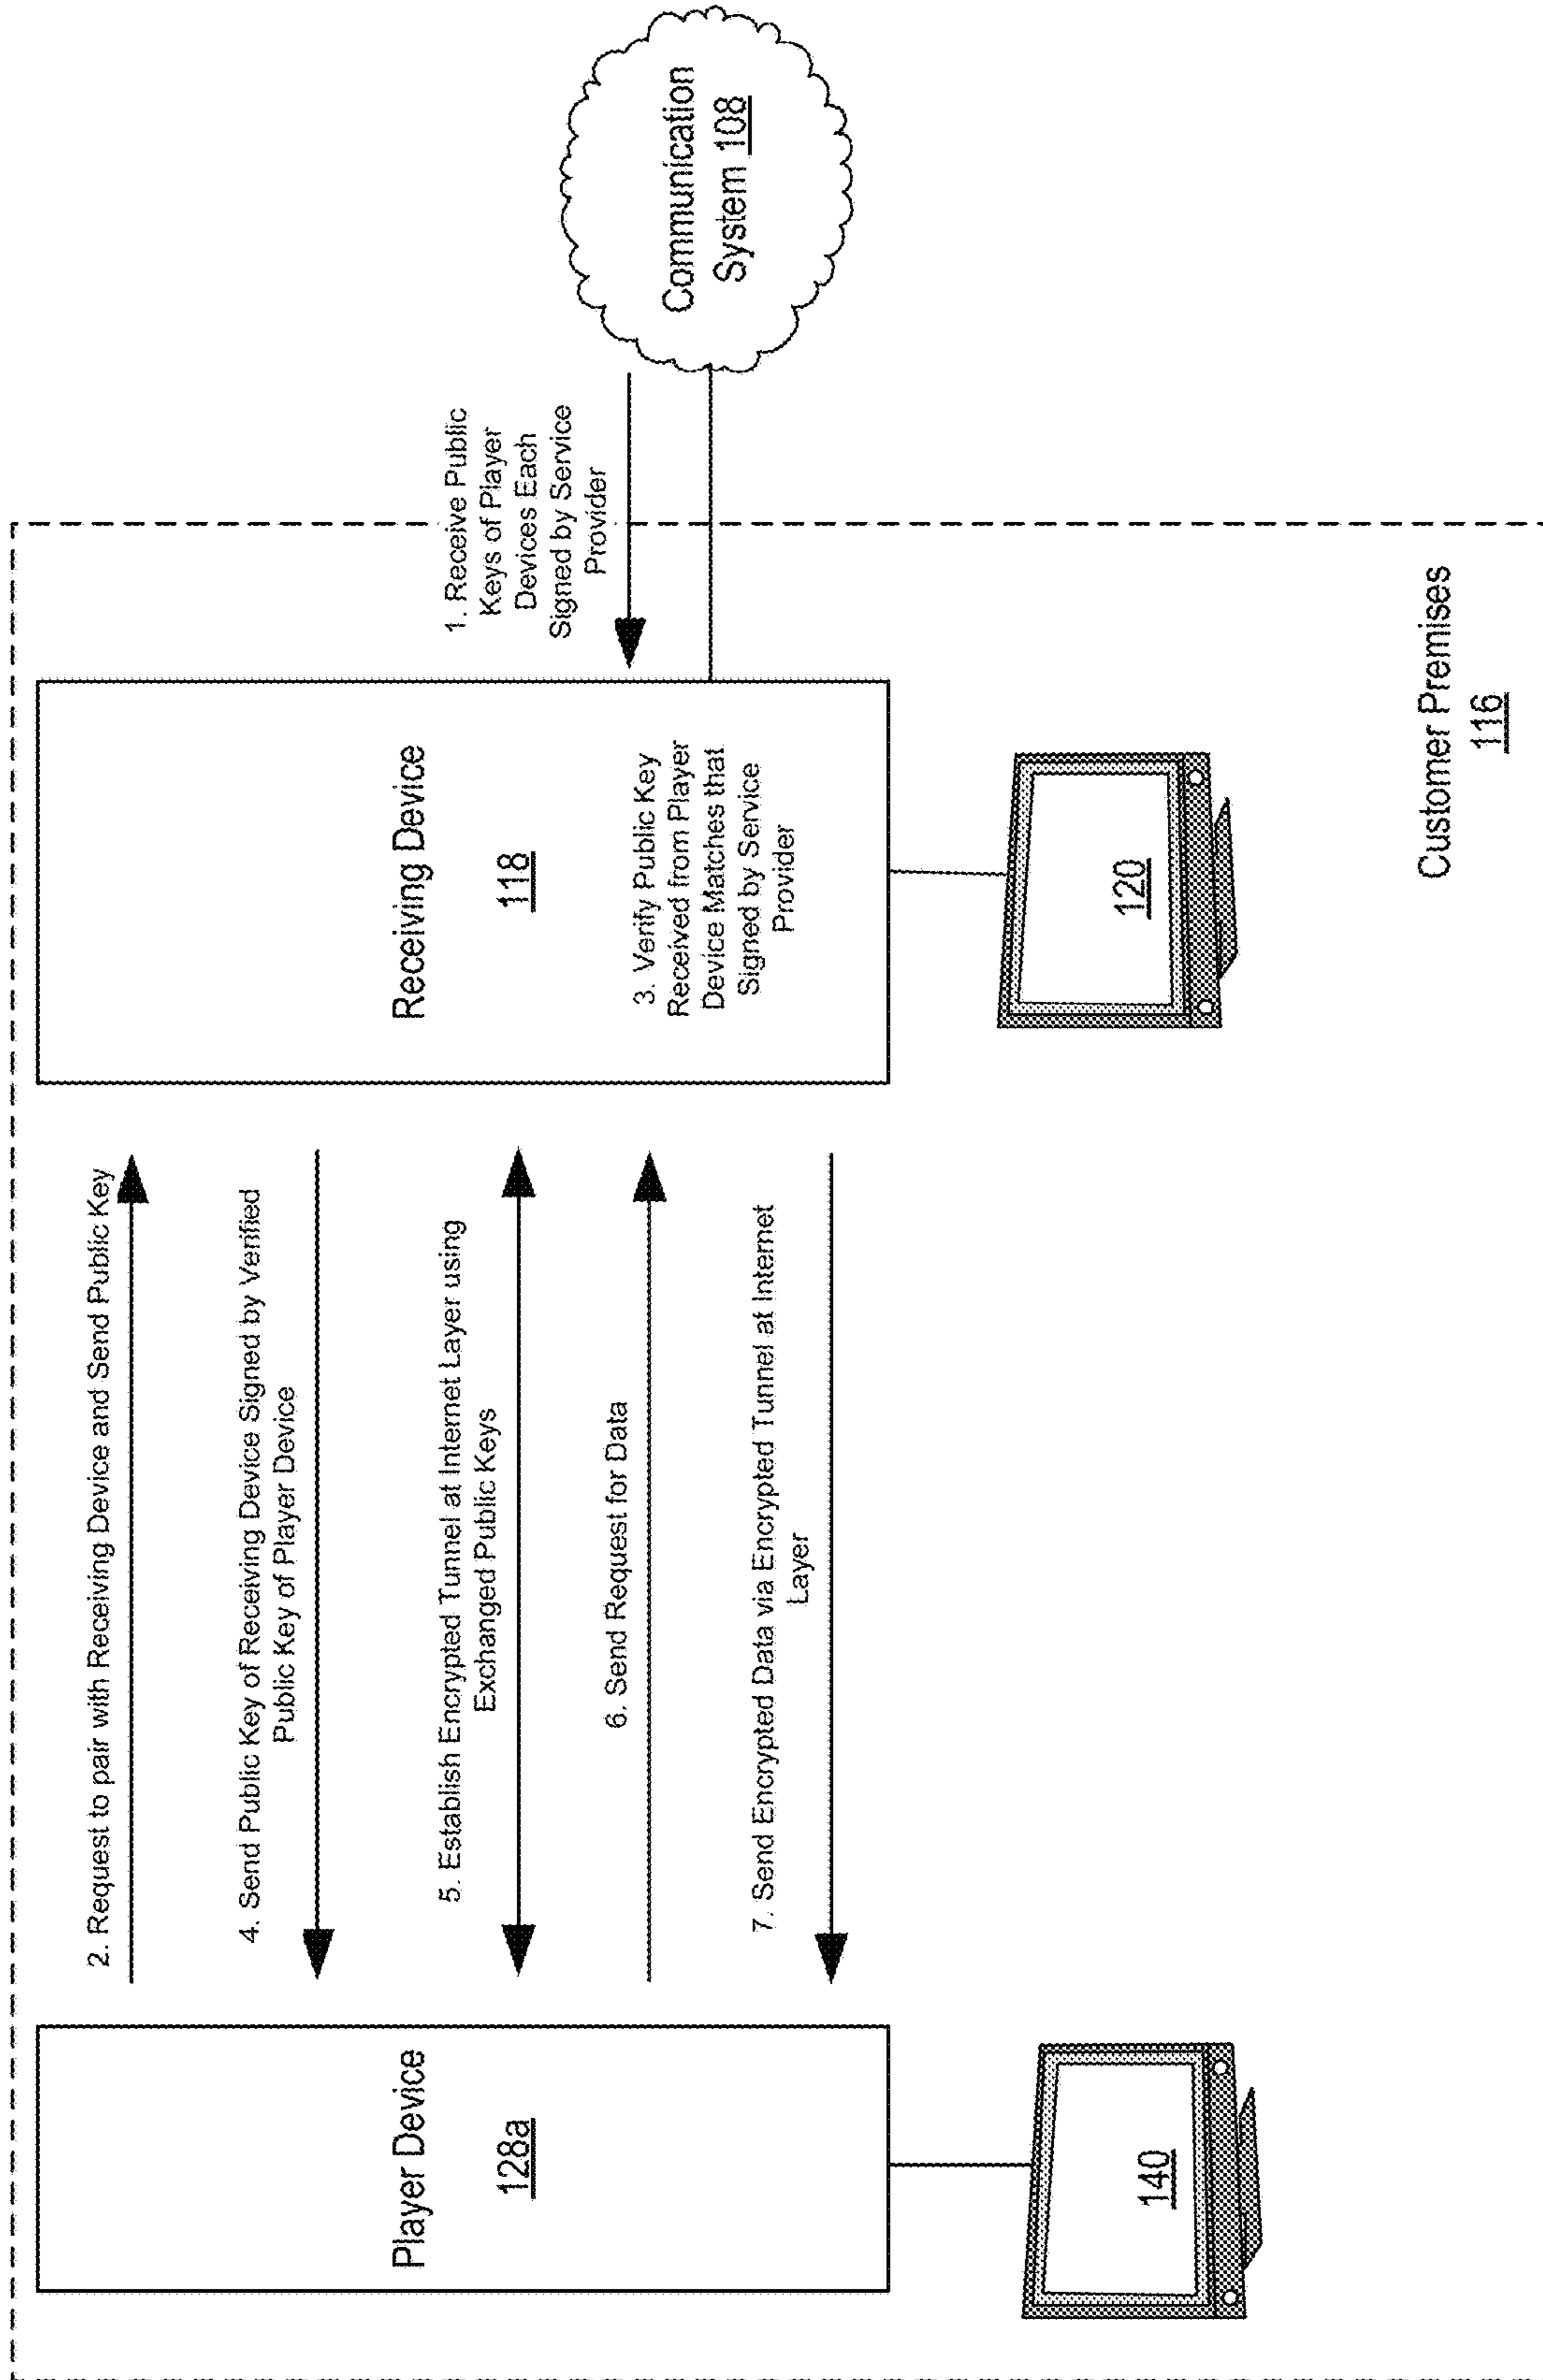 2. Request to pair with Receiving Device and Send Public Key
4. Send Public Key of Receiving Device Signed by Verified
Public Key of Player Device
5. Establish Encrypted Tunnel at Internet Layer using
Exchanged Public Keys
6. Send Request for Data
7. Send Encrypted Data via Encrypted Tunnel at Internet
Layer
Player Device
128a
140
Receiving Device
118
3. Verify Public Key
Received from Player
Device Matches that
Signed by Service
Provider
120
1. Receive Public
Keys of Player
Devices Each
Signed by Service
Provider
Communication
System 108
Customer Premises
116